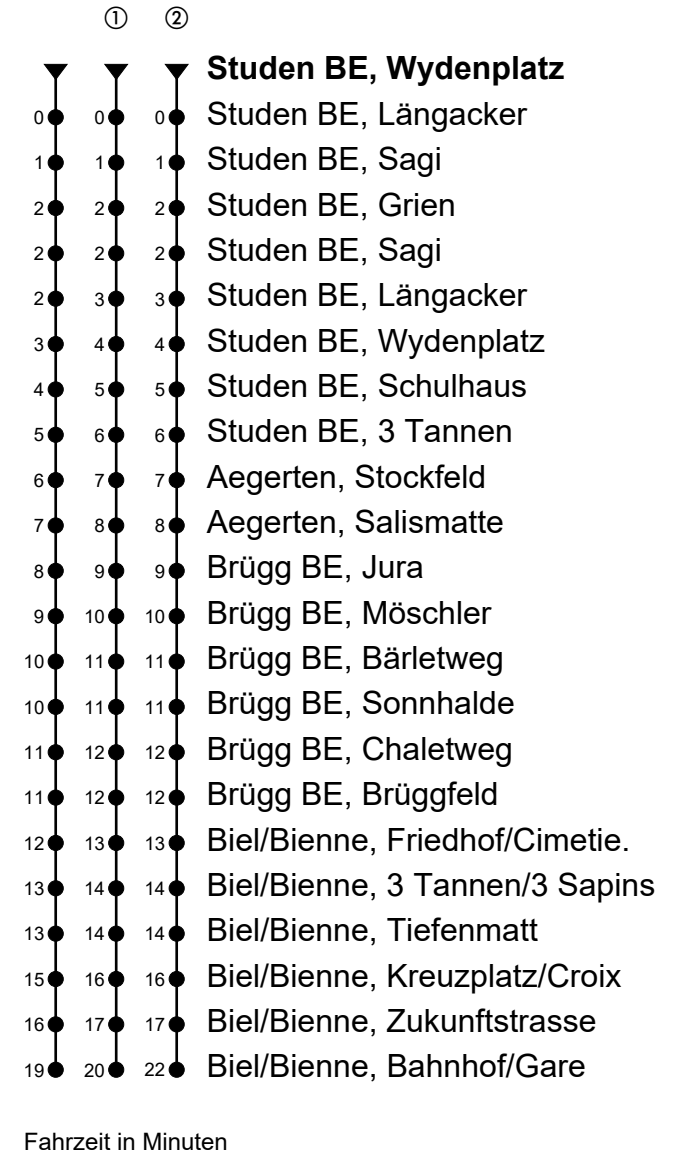 ① ②
Studen BE, Wydenplatz
0 0 0 Studen BE, Längacker
1 1 1 Studen BE, Sagi
2 2 2 Studen BE, Grien
2 2 2 Studen BE, Sagi
2 3 3 Studen BE, Längacker
3 4 4 Studen BE, Wydenplatz
4 5 5 Studen BE, Schulhaus
5 6 6 Studen BE, 3 Tannen
6 7 7 Aegerten, Stockfeld
7 8 8 Aegerten, Salismatte
8 9 9 Brügg BE, Jura
9 10 10 Brügg BE, Möschler
10 11 11 Brügg BE, Bärletweg
10 11 11 Brügg BE, Sonnhalde
11 12 12 Brügg BE, Chaletweg
11 12 12 Brügg BE, Brüggfeld
12 13 13 Biel/Bienne, Friedhof/Cimetie.
13 14 14 Biel/Bienne, 3 Tannen/3 Sapins
13 14 14 Biel/Bienne, Tiefenmatt
15 16 16 Biel/Bienne, Kreuzplatz/Croix
16 17 17 Biel/Bienne, Zukunftstrasse
19 20 22 Biel/Bienne, Bahnhof/Gare
Fahrzeit in Minuten